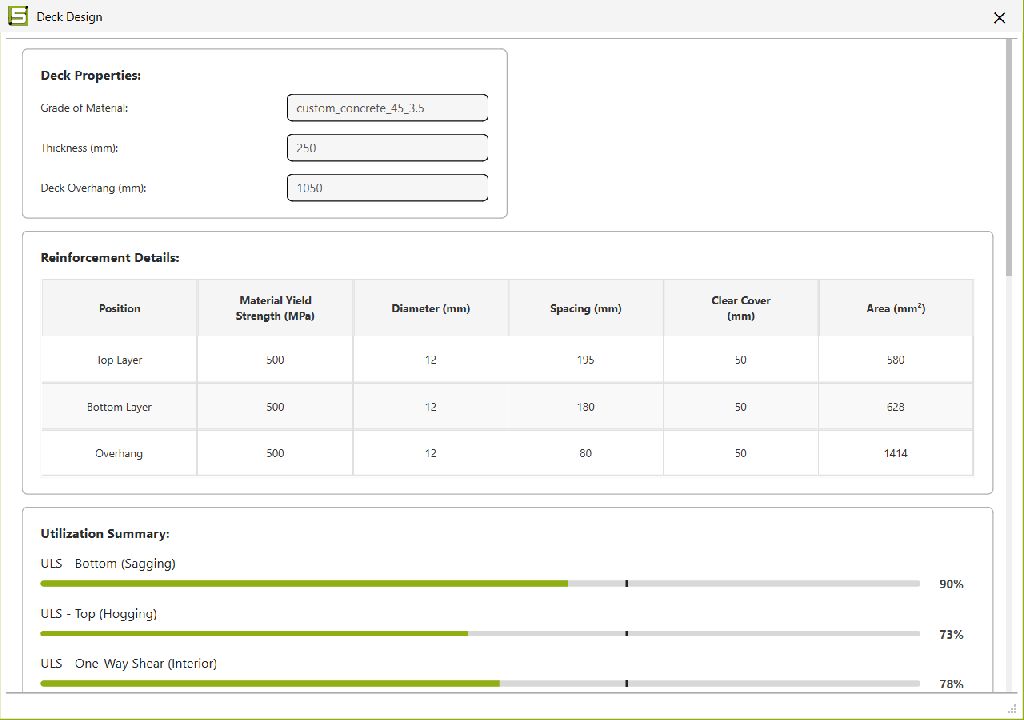 Deck Design
Deck Properties:
Grade of Material: custom_concrete_45_3.5
Thickness (mm): 250
Deck Overhang (mm): 1050
Reinforcement Details:
Position Material Yield Strength (MPa) Diameter (mm) Spacing (mm) Clear Cover (mm) Area (mm²)
Top Layer 500 12 195 50 580
Bottom Layer 500 12 180 50 628
Overhang 500 12 80 50 1414
Utilization Summary:
ULS - Bottom (Sagging)
90%
ULS - Top (Hogging)
73%
ULS - One-Way Shear (Interior)
78%